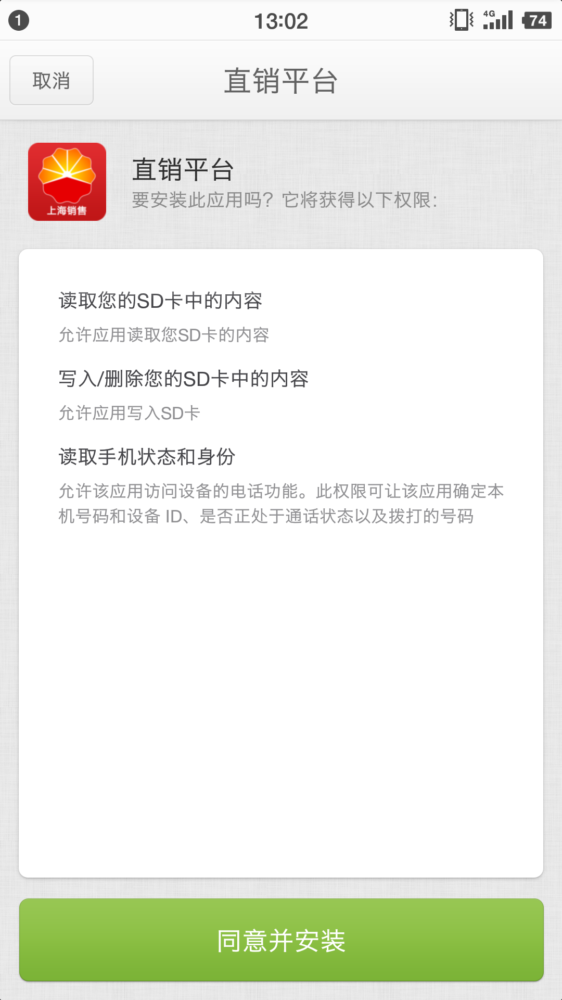 1
13:02
4G
74
取消
直销平台
上海销售
直销平台
要安装此应用吗？它将获得以下权限：
读取您的SD卡中的内容
允许应用读取您SD卡的内容
写入/删除您的SD卡中的内容
允许应用写入SD卡
读取手机状态和身份
允许该应用访问设备的电话功能。此权限可让该应用确定本
机号码和设备 ID、是否正处于通话状态以及拨打的号码
同意并安装